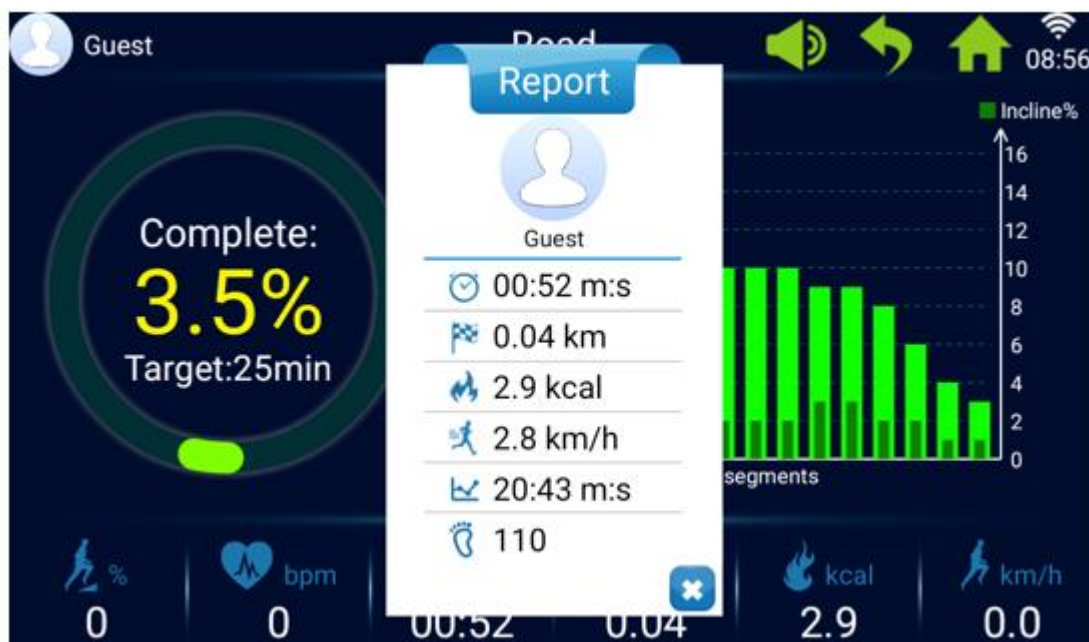 Guest
Road
08:56
Report
Incline%
Guest
Complete:
3.5%
Target:25min
00:52 m:s
0.04 km
2.9 kcal
2.8 km/h
20:43 m:s
110
16
14
12
10
8
6
4
2
0
segments
%
bpm
kcal
km/h
0
0
00:52
0.04
2.9
0.0